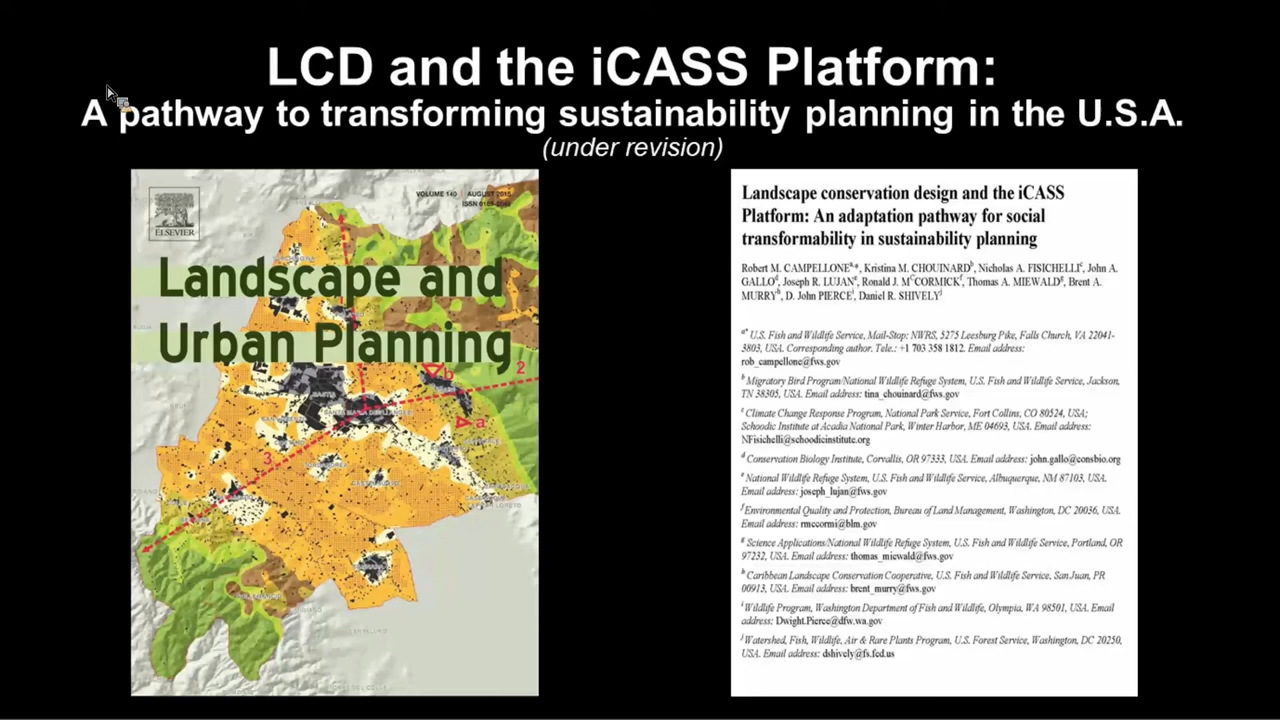 LCD and the iCASS Platform:
A pathway to transforming sustainability planning in the U.S.A.
(under revision)
ELSEVIER
VOLUME 140 | AUGUST 2015
Landscape and
Urban Planning
2
b
a
3
Landscape conservation design and the iCASS
Platform: An adaptation pathway for social
transformability in sustainability planning
Robert M. CAMPELLONEa,*, Kristina M. CHOUINARDb, Nicholas A. FISICHELLIc, John A.
GALLOd, Joseph R. LUJANe, Ronald J. MCCORMICKf, Thomas A. MIEWALDg, Brent A.
MURRYh, D. John PIERCEi, Daniel R. SHIVELYj
a* U.S. Fish and Wildlife Service, Mail-Stop: NWRS, 5275 Leesburg Pike, Falls Church, VA 22041-
3803, USA. Corresponding author. Tele.: +1 703 358 1812. Email address:
rob_campellone@fws.gov
b Migratory Bird Program/National Wildlife Refuge System, U.S. Fish and Wildlife Service, Jackson,
TN 38305, USA. Email address: tina_chouinard@fws.gov
c Climate Change Response Program, National Park Service, Fort Collins, CO 80524, USA;
Schoodic Institute at Acadia National Park, Winter Harbor, ME 04693, USA. Email address:
NFisichelli@schoodicinstitute.org
d Conservation Biology Institute, Corvallis, OR 97333, USA. Email address: john.gallo@consbio.org
e National Wildlife Refuge System, U.S. Fish and Wildlife Service, Albuquerque, NM 87103, USA.
Email address: joseph_lujan@fws.gov
f Environmental Quality and Protection, Bureau of Land Management, Washington, DC 20036, USA.
Email address: rmccormi@blm.gov
g Science Applications/National Wildlife Refuge System, U.S. Fish and Wildlife Service, Portland, OR
97232, USA. Email address: thomas_miewald@fws.gov
h Caribbean Landscape Conservation Cooperative, U.S. Fish and Wildlife Service, San Juan, PR
00913, USA. Email address: brent_murry@fws.gov
i Wildlife Program, Washington Department of Fish and Wildlife, Olympia, WA 98501, USA. Email
address: Dwight.Pierce@dfw.wa.gov
j Watershed, Fish, Wildlife, Air & Rare Plants Program, U.S. Forest Service, Washington, DC 20250,
USA. Email address: dshively@fs.fed.us